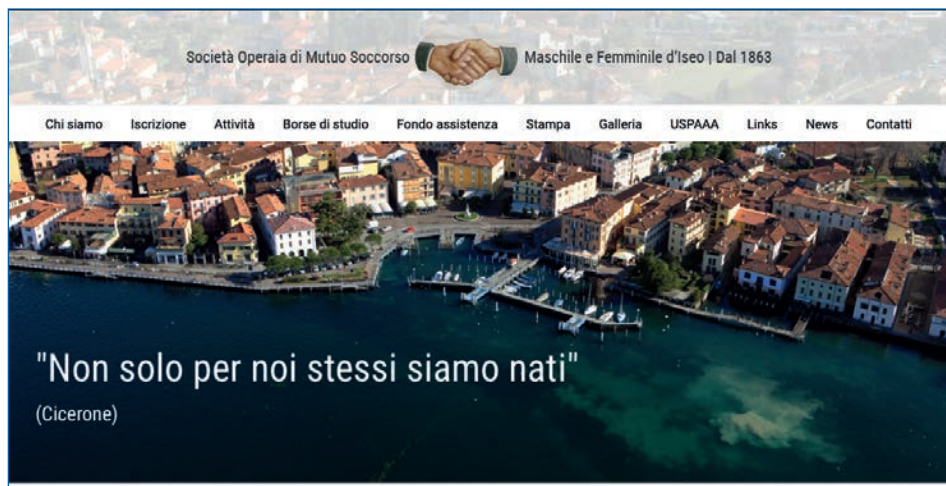 Società Operaia di Mutuo Soccorso Maschile e Femminile d'Iseo | Dal 1863
Chi siamo Iscrizione Attività Borse di studio Fondo assistenza Stampa Galleria USPAAA Links News Contatti
"Non solo per noi stessi siamo nati"
(Cicerone)